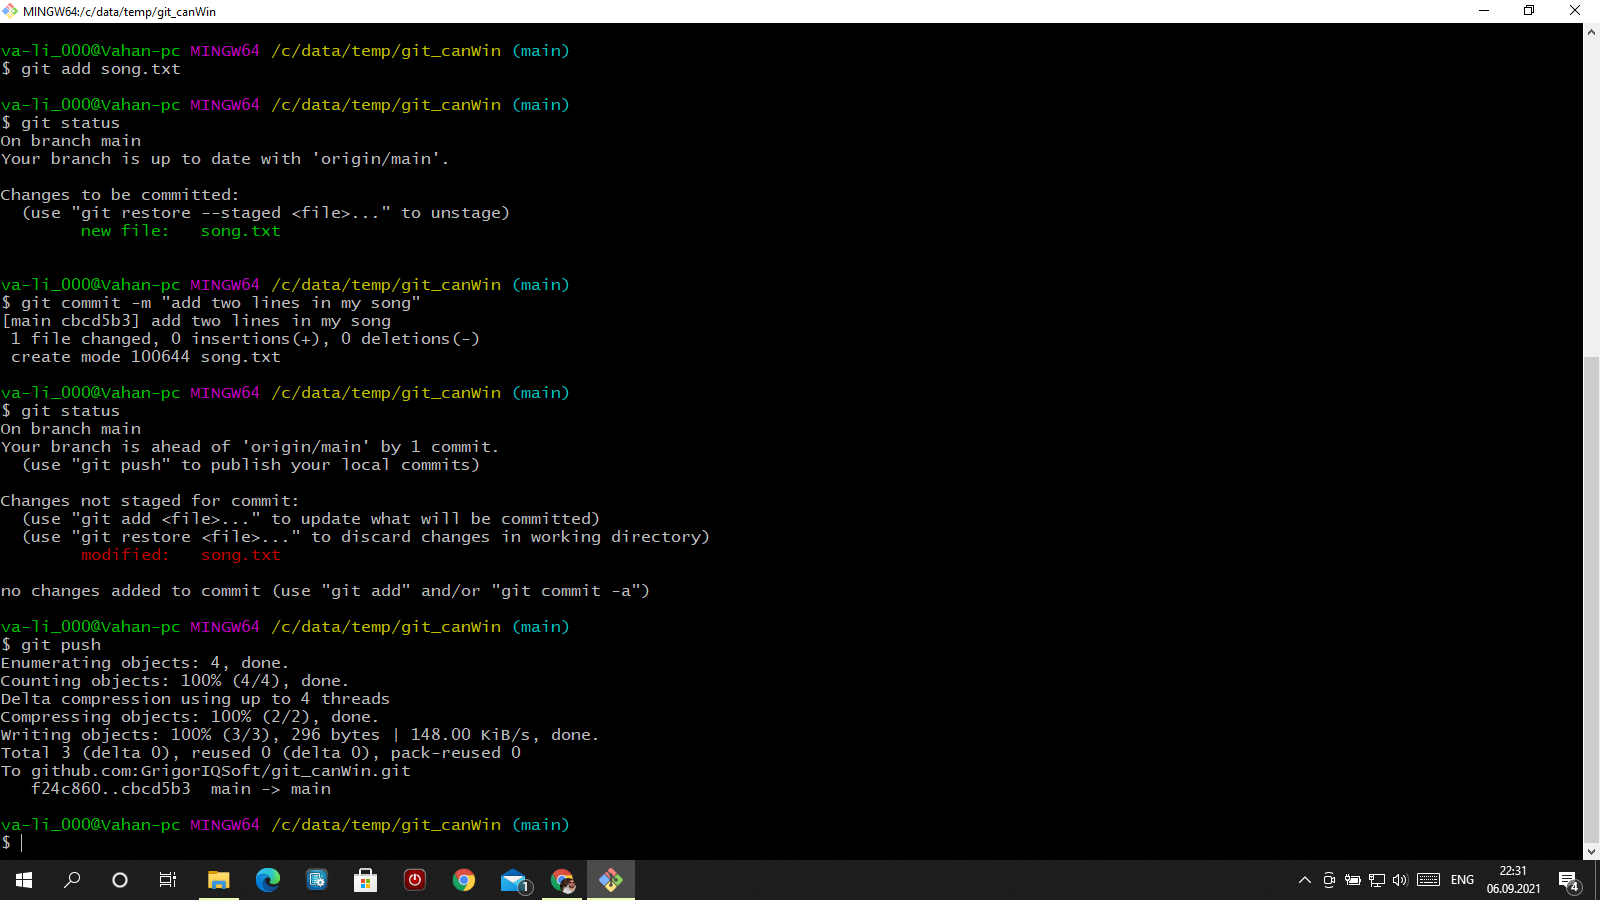 MINGW64:/c/data/temp/git_canWin
va-li_000@Vahan-pc MINGW64 /c/data/temp/git_canWin (main)
$ git add song.txt
va-li_000@Vahan-pc MINGW64 /c/data/temp/git_canWin (main)
$ git status
On branch main
Your branch is up to date with 'origin/main'.
Changes to be committed:
  (use "git restore --staged <file>..." to unstage)
        new file:   song.txt
va-li_000@Vahan-pc MINGW64 /c/data/temp/git_canWin (main)
$ git commit -m "add two lines in my song"
[main cbcd5b3] add two lines in my song
 1 file changed, 0 insertions(+), 0 deletions(-)
 create mode 100644 song.txt
va-li_000@Vahan-pc MINGW64 /c/data/temp/git_canWin (main)
$ git status
On branch main
Your branch is ahead of 'origin/main' by 1 commit.
  (use "git push" to publish your local commits)
Changes not staged for commit:
  (use "git add <file>..." to update what will be committed)
  (use "git restore <file>..." to discard changes in working directory)
        modified:   song.txt
no changes added to commit (use "git add" and/or "git commit -a")
va-li_000@Vahan-pc MINGW64 /c/data/temp/git_canWin (main)
$ git push
Enumerating objects: 4, done.
Counting objects: 100% (4/4), done.
Delta compression using up to 4 threads
Compressing objects: 100% (2/2), done.
Writing objects: 100% (3/3), 296 bytes | 148.00 KiB/s, done.
Total 3 (delta 0), reused 0 (delta 0), pack-reused 0
To github.com:GrigorIQSoft/git_canWin.git
   f24c860..cbcd5b3  main -> main
va-li_000@Vahan-pc MINGW64 /c/data/temp/git_canWin (main)
$
1
ENG
22:31
06.09.2021
4